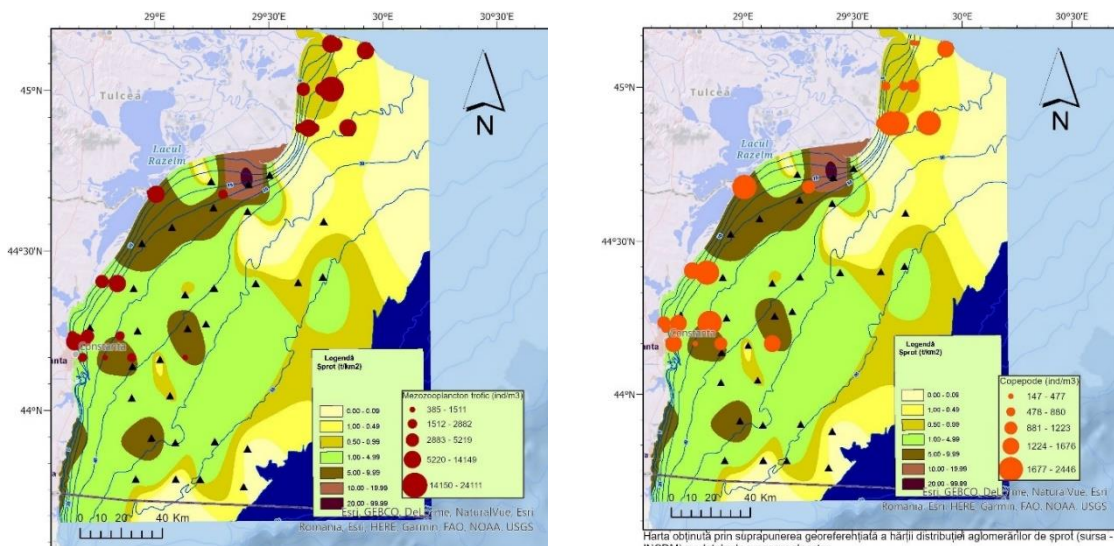 29°E 29°30'E 30°E 30°30'E
45°N
Tulcea
N
Lacul
Razelm
44°30'N
Constanta
anta
44°N
Legendă
Șprot (t/km2)
0.00 - 0.09
1,00 - 0.49
0.50 - 0.99
1.00 - 4.99
5.00 - 9.99
10.00 - 19.99
20.00 - 99.99
Mezozooplancton trofic (ind/m3)
385 - 1511
1512 - 2882
2883 - 5219
5220 - 14149
14150 - 24111
0 10 20 40 Km
Esri, GEBCO, DeLorme, NaturalVue, Esri
Romania, Esri, HERE, Garmin, FAO, NOAA, USGS
29°E 29°30'E 30°E 30°30'E
45°N
Tulcea
N
Lacul
Razelm
44°30'N
Constanta
anta
44°N
Legendă
Șprot (t/km2)
0.00 - 0.09
1,00 - 0.49
0.50 - 0.99
1.00 - 4.99
5.00 - 9.99
10.00 - 19.99
20.00 - 99.99
Copepode (ind/m3)
147 - 477
478 - 880
881 - 1223
1224 - 1676
1677 - 2446
0 10 20 40 Km
Esri, GEBCO, DeLorme, NaturalVue, Esri
Romania, Esri, HERE, Garmin, FAO, NOAA, USGS
Harta obținută prin suprapunerea georeferențiată a hărții distribuției aglomerărilor de șprot (sursa -